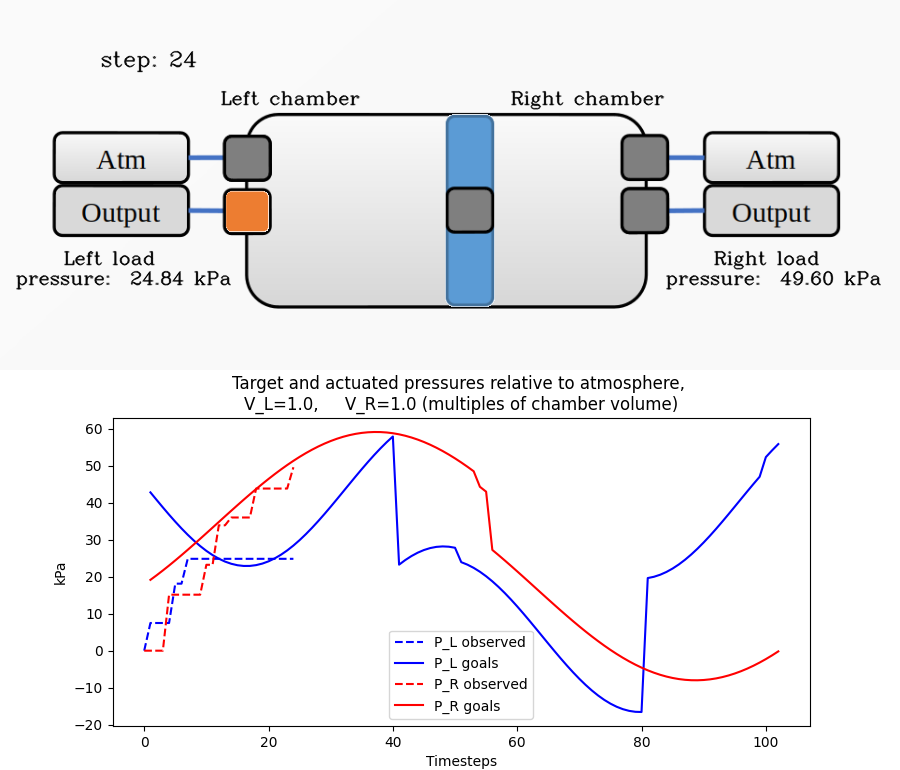 step: 24
Left chamber
Right chamber
Atm
Atm
Output
Output
Left load
pressure: 24.84 kPa
Right load
pressure: 49.60 kPa
Target and actuated pressures relative to atmosphere,
V_L=1.0, V_R=1.0 (multiples of chamber volume)
60
50
40
30
20
10
0
−10
−20
kPa
P_L observed
P_L goals
P_R observed
P_R goals
0 20 40 60 80 100
Timesteps